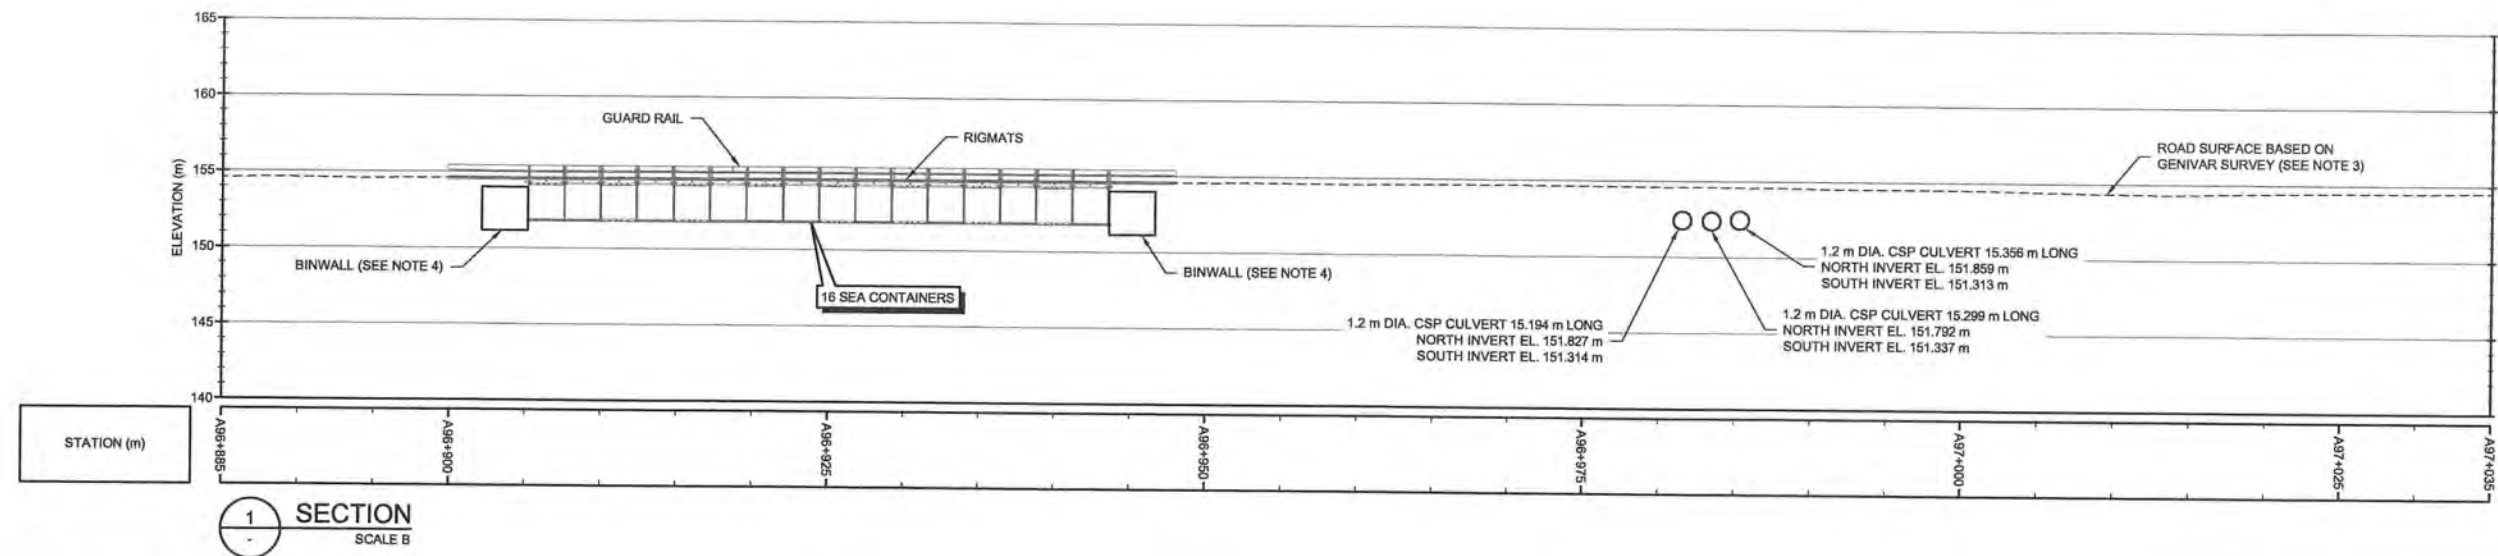 165
160
155
150
145
140
ELEVATION (m)
GUARD RAIL
RIGMATS
ROAD SURFACE BASED ON
GENIVAR SURVEY (SEE NOTE 3)
BINWALL (SEE NOTE 4)
16 SEA CONTAINERS
BINWALL (SEE NOTE 4)
1.2 m DIA. CSP CULVERT 15.356 m LONG
NORTH INVERT EL. 151.859 m
SOUTH INVERT EL. 151.313 m
1.2 m DIA. CSP CULVERT 15.194 m LONG
NORTH INVERT EL. 151.827 m
SOUTH INVERT EL. 151.314 m
1.2 m DIA. CSP CULVERT 15.299 m LONG
NORTH INVERT EL. 151.792 m
SOUTH INVERT EL. 151.337 m
STATION (m)
A96+885
A96+900
A96+925
A96+950
A96+975
A97+000
A97+025
A97+035
1
-
SECTION
SCALE B